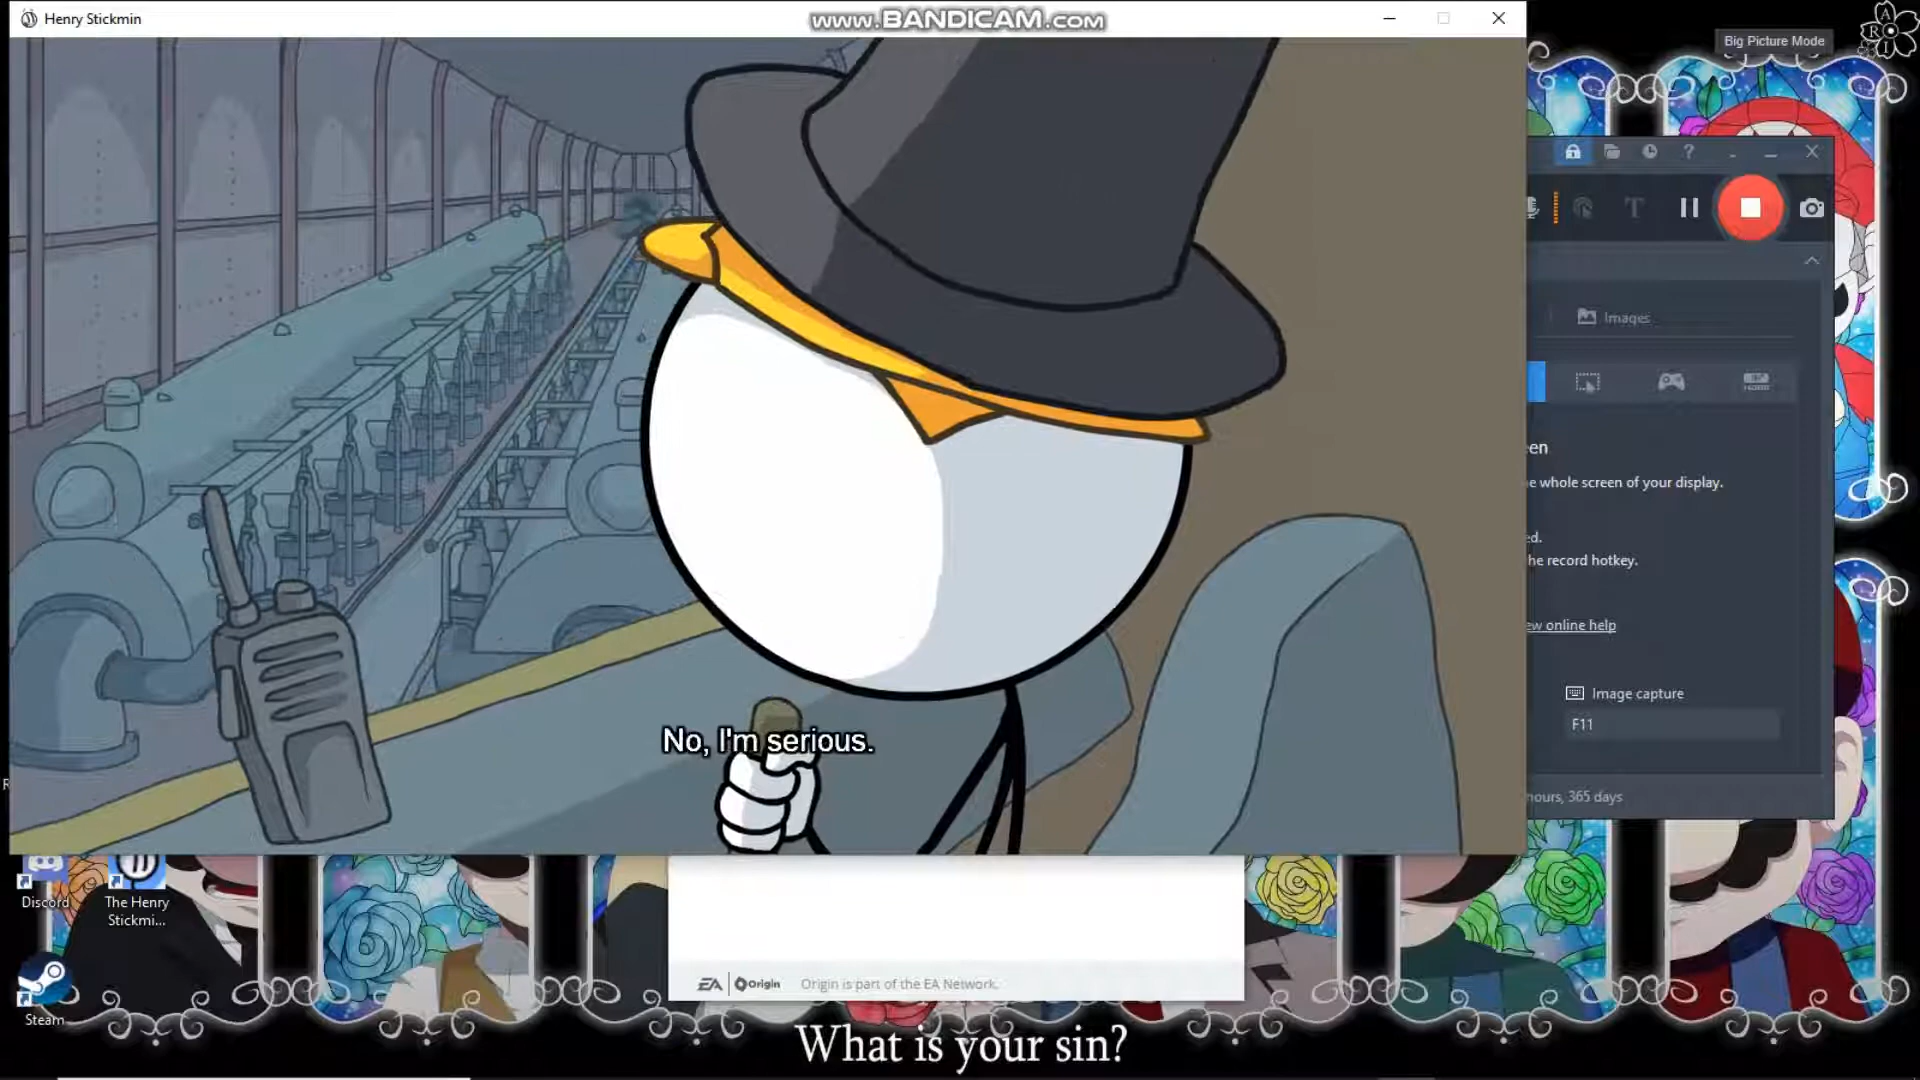 Henry Stickmin
www.BANDICAM.com
Big Picture Mode
A
R
I
?
T
Images
een
e whole screen of your display.
ed.
he record hotkey.
ew online help
Image capture
F11
hours, 365 days
No, I'm serious.
Discord
The Henry
Stickmi...
Steam
EA
Origin
Origin is part of the EA Network.
What is your sin?